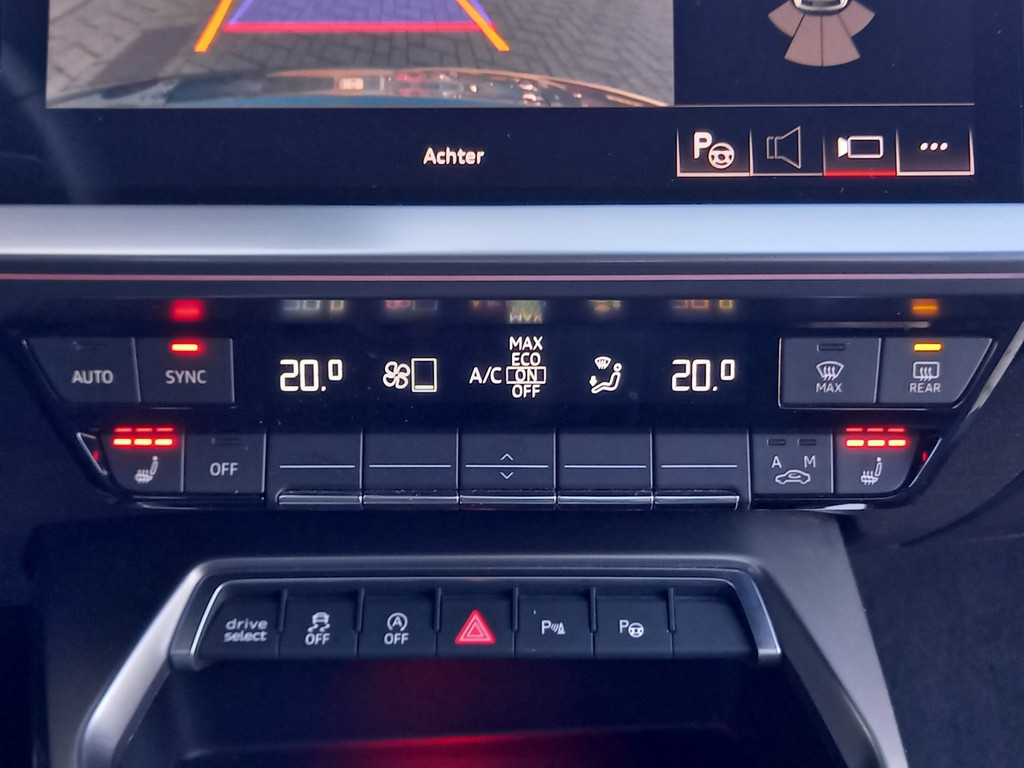 Achter
P
MAX
ECO
AUTO
SYNC
20.0
A/C
ON
20.0
OFF
MAX
REAR
OFF
A M
drive
select
OFF
A
OFF
P
P